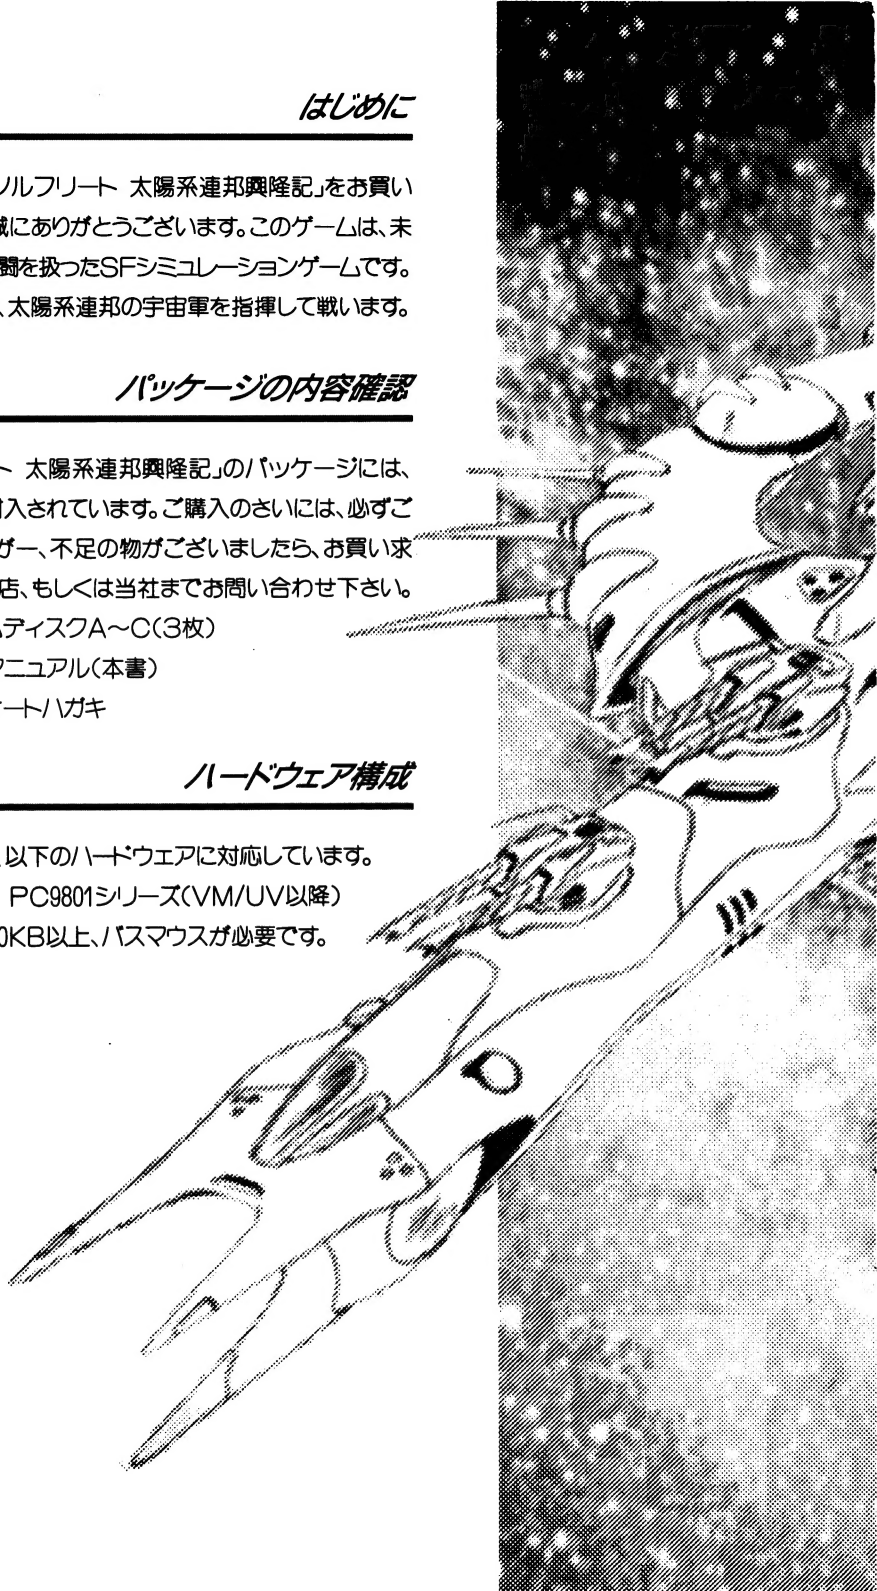 はじめに
ソルフリート 太陽系連邦興隆記」をお買い
誠にありがとうございます。このゲームは、未
闘を扱ったSFシミュレーションゲームです。
、太陽系連邦の宇宙軍を指揮して戦います。
パッケージの内容確認
ト 太陽系連邦興隆記」のパッケージには、
封入されています。ご購入のさいには、必ずご
が一、不足の物がございましたら、お買い求
店、もしくは当社までお問い合わせ下さい。
ムディスクA〜C(3枚)
マニュアル(本書)
ケートハガキ
ハードウェア構成
、以下のハードウエアに対応しています。
PC9801シリーズ(VM/UV以降)
0KB以上、バスマウスが必要です。